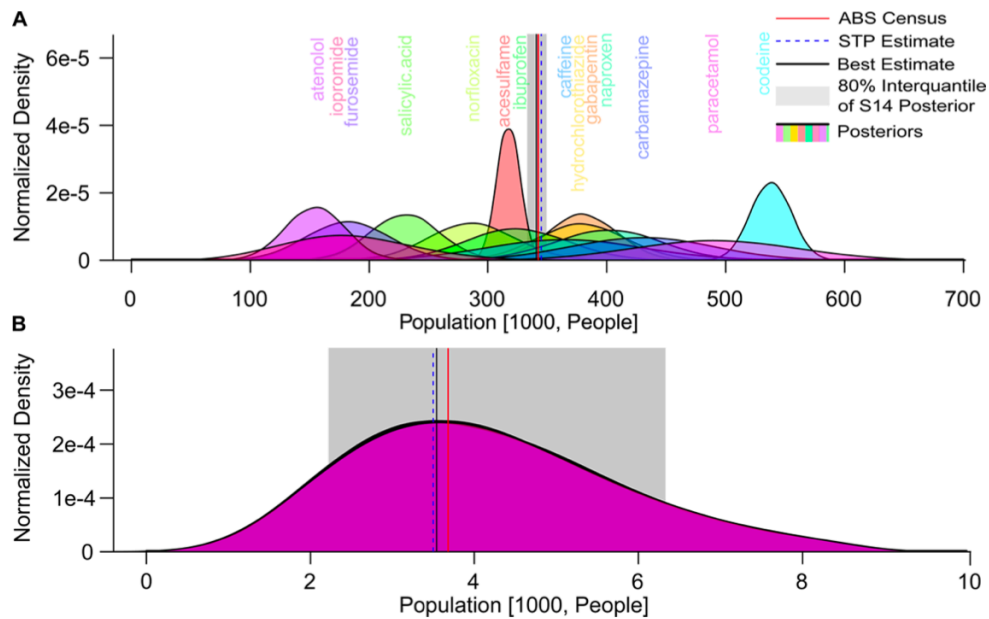 A
Normalized Density
6e-5
4e-5
2e-5
0
atenolol
iopromide
furosemide
salicylic.acid
norfloxacin
acesulfame
ibuprofen
caffeine
hydrochlorothiazide
gabapentin
naproxen
carbamazepine
paracetamol
codeine
ABS Census
STP Estimate
Best Estimate
80% Interquantile
of S14 Posterior
Posteriors
0 100 200 300 400 500 600 700
Population [1000, People]
B
Normalized Density
3e-4
2e-4
1e-4
0
0 2 4 6 8 10
Population [1000, People]